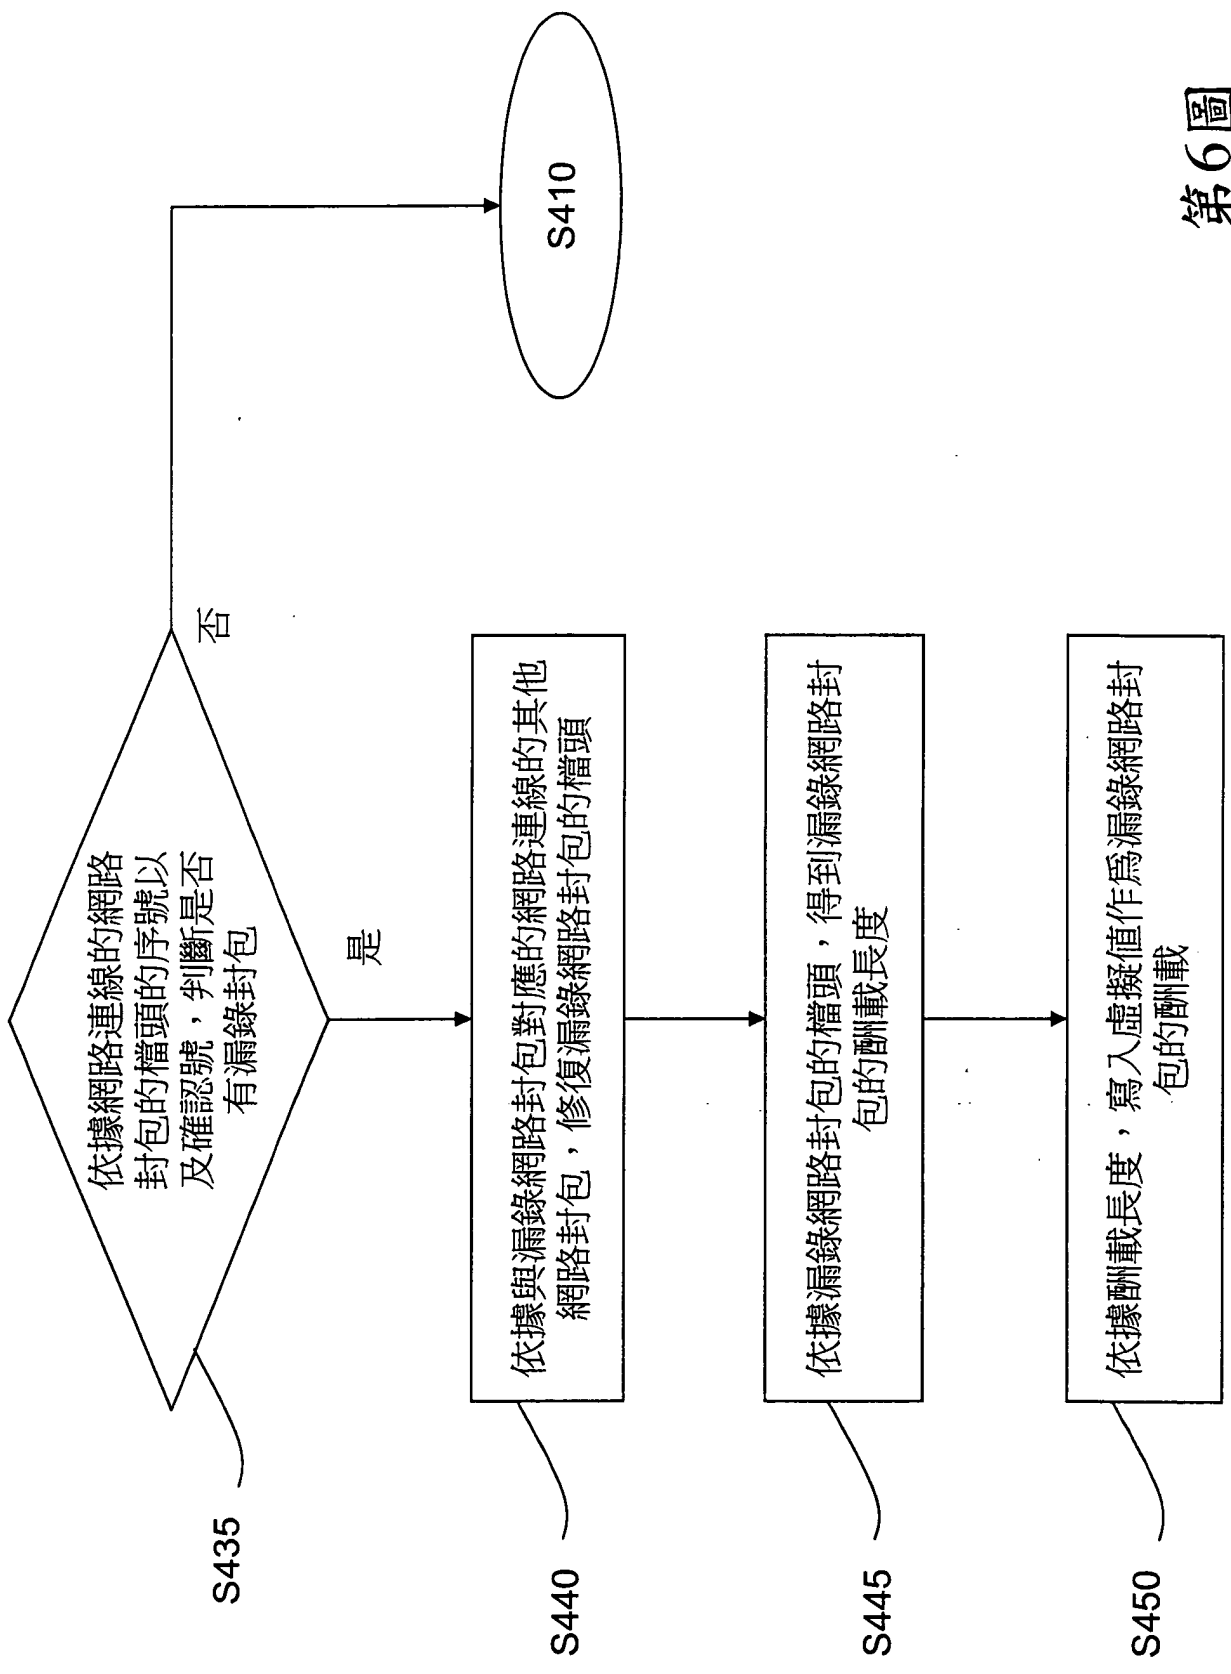 依據網路連線的網路
封包的檔頭的序號以
及確認號，判斷是否
有漏錄封包
S435
否
是
S410
依據與漏錄網路封包對應的網路連線的其他
網路封包，修復漏錄網路封包的檔頭
S440
依據漏錄網路封包的檔頭，得到漏錄網路封
包的酬載長度
S445
依據酬載長度，寫入虛擬值作爲漏錄網路封
包的酬載
S450
第6圖